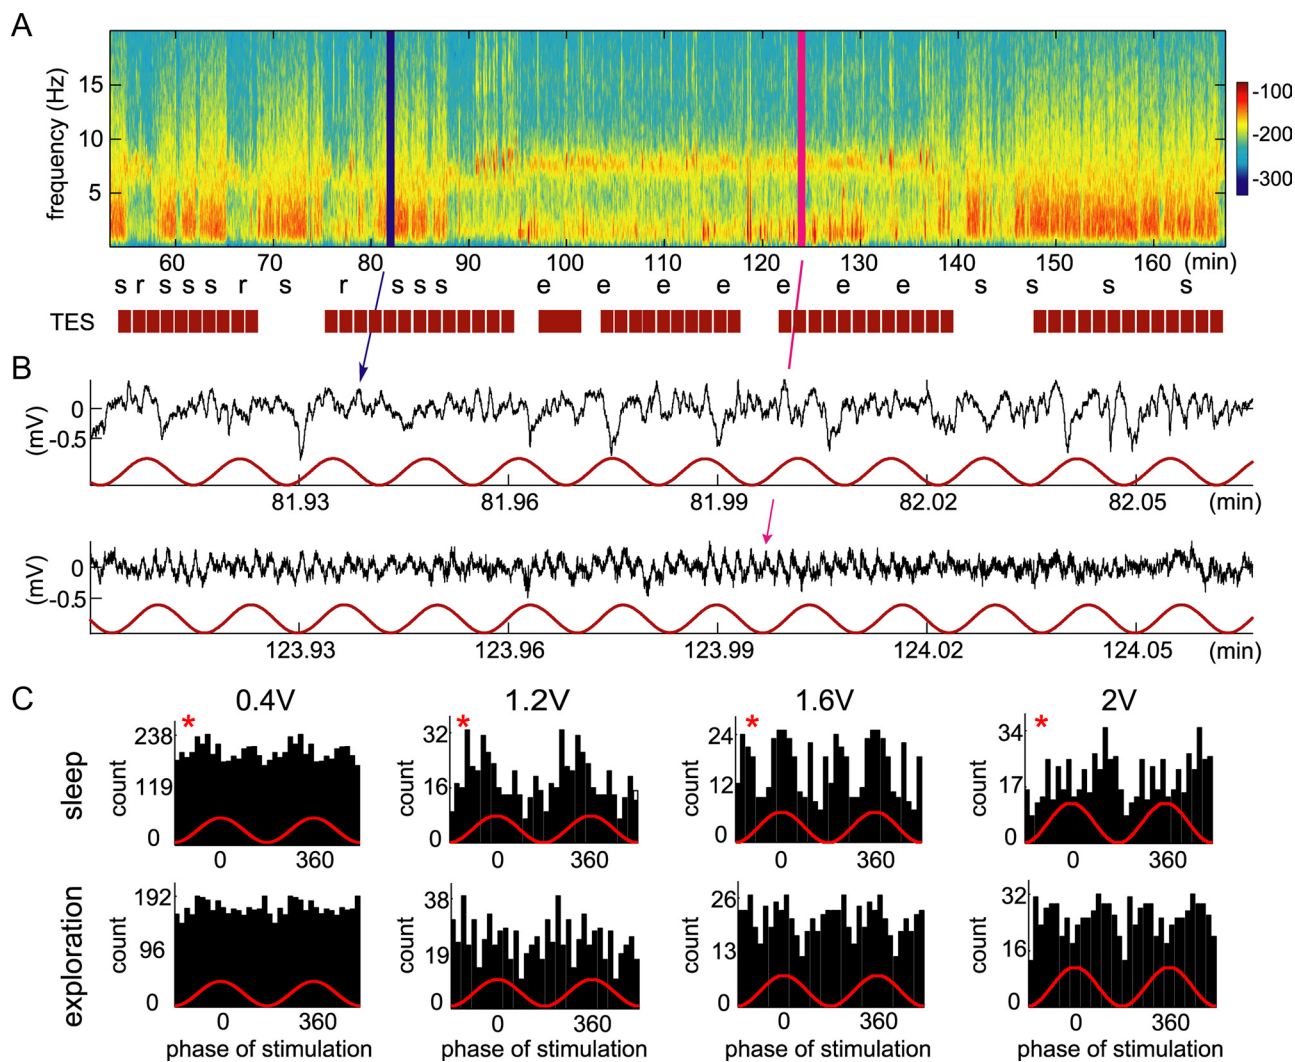 A
frequency (Hz)
15
10
5
-100
-200
-300
60 70 80 90 100 110 120 130 140 150 160 (min)
s r s s s r s r s s s e e e e e e e s s s s
TES
B
(mV)
0
-0.5
81.93 81.96 81.99 82.02 82.05 (min)
(mV)
0
-0.5
123.93 123.96 123.99 124.02 124.05 (min)
C
0.4V 1.2V 1.6V 2V
sleep
count
238
119
0
*
0 360
count
32
16
0
*
0 360
count
24
12
0
*
0 360
count
34
17
0
*
0 360
exploration
count
192
96
0
0 360
phase of stimulation
count
38
19
0
0 360
phase of stimulation
count
26
13
0
0 360
phase of stimulation
count
32
16
0
0 360
phase of stimulation